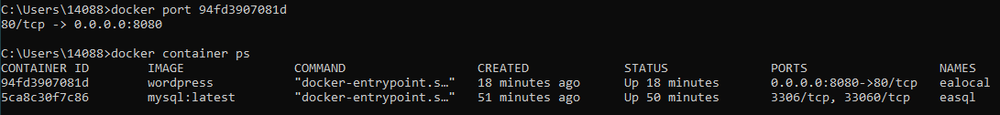 C:\Users\14088>docker port 94fd3907081d
80/tcp -> 0.0.0.0:8080
C:\Users\14088>docker container ps
CONTAINER ID IMAGE COMMAND CREATED STATUS PORTS NAMES
94fd3907081d wordpress "docker-entrypoint.s…" 18 minutes ago Up 18 minutes 0.0.0.0:8080->80/tcp ealocal
5ca8c30f7c86 mysql:latest "docker-entrypoint.s…" 51 minutes ago Up 50 minutes 3306/tcp, 33060/tcp easql